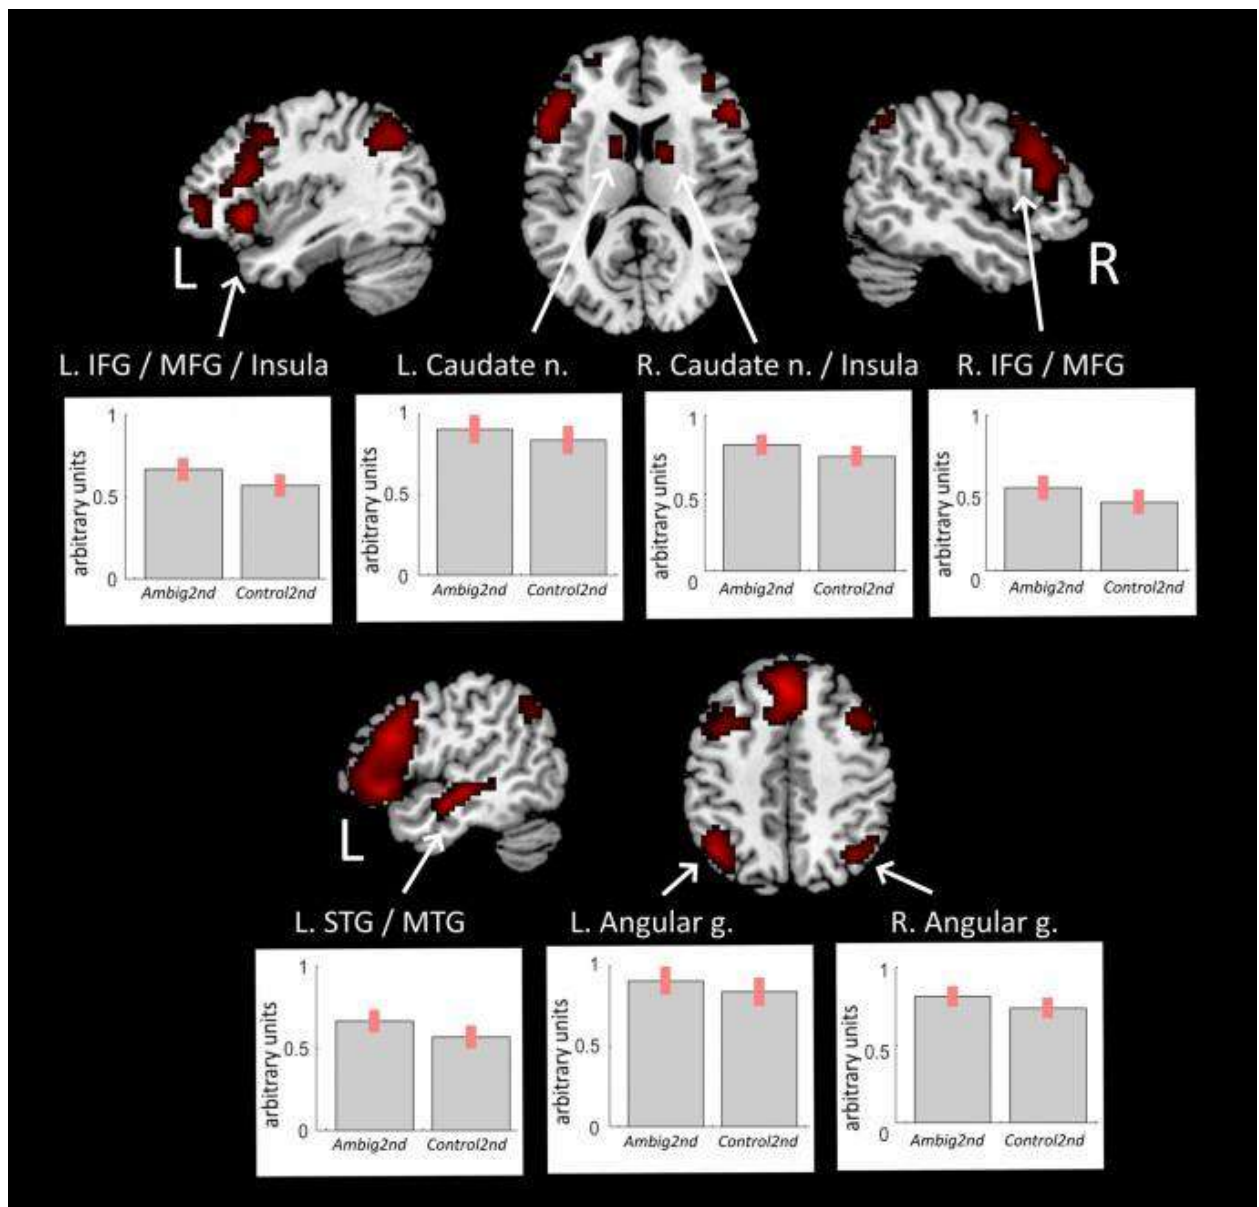 L
R
L. IFG / MFG / Insula
L. Caudate n.
R. Caudate n. / Insula
R. IFG / MFG
arbitrary units
1
0.5
0
Ambig2nd
Control2nd
arbitrary units
1
0.5
0
Ambig2nd
Control2nd
arbitrary units
1
0.5
0
Ambig2nd
Control2nd
arbitrary units
1
0.5
0
Ambig2nd
Control2nd
L
L. STG / MTG
L. Angular g.
R. Angular g.
arbitrary units
1
0.5
0
Ambig2nd
Control2nd
arbitrary units
1
0.5
0
Ambig2nd
Control2nd
arbitrary units
1
0.5
0
Ambig2nd
Control2nd